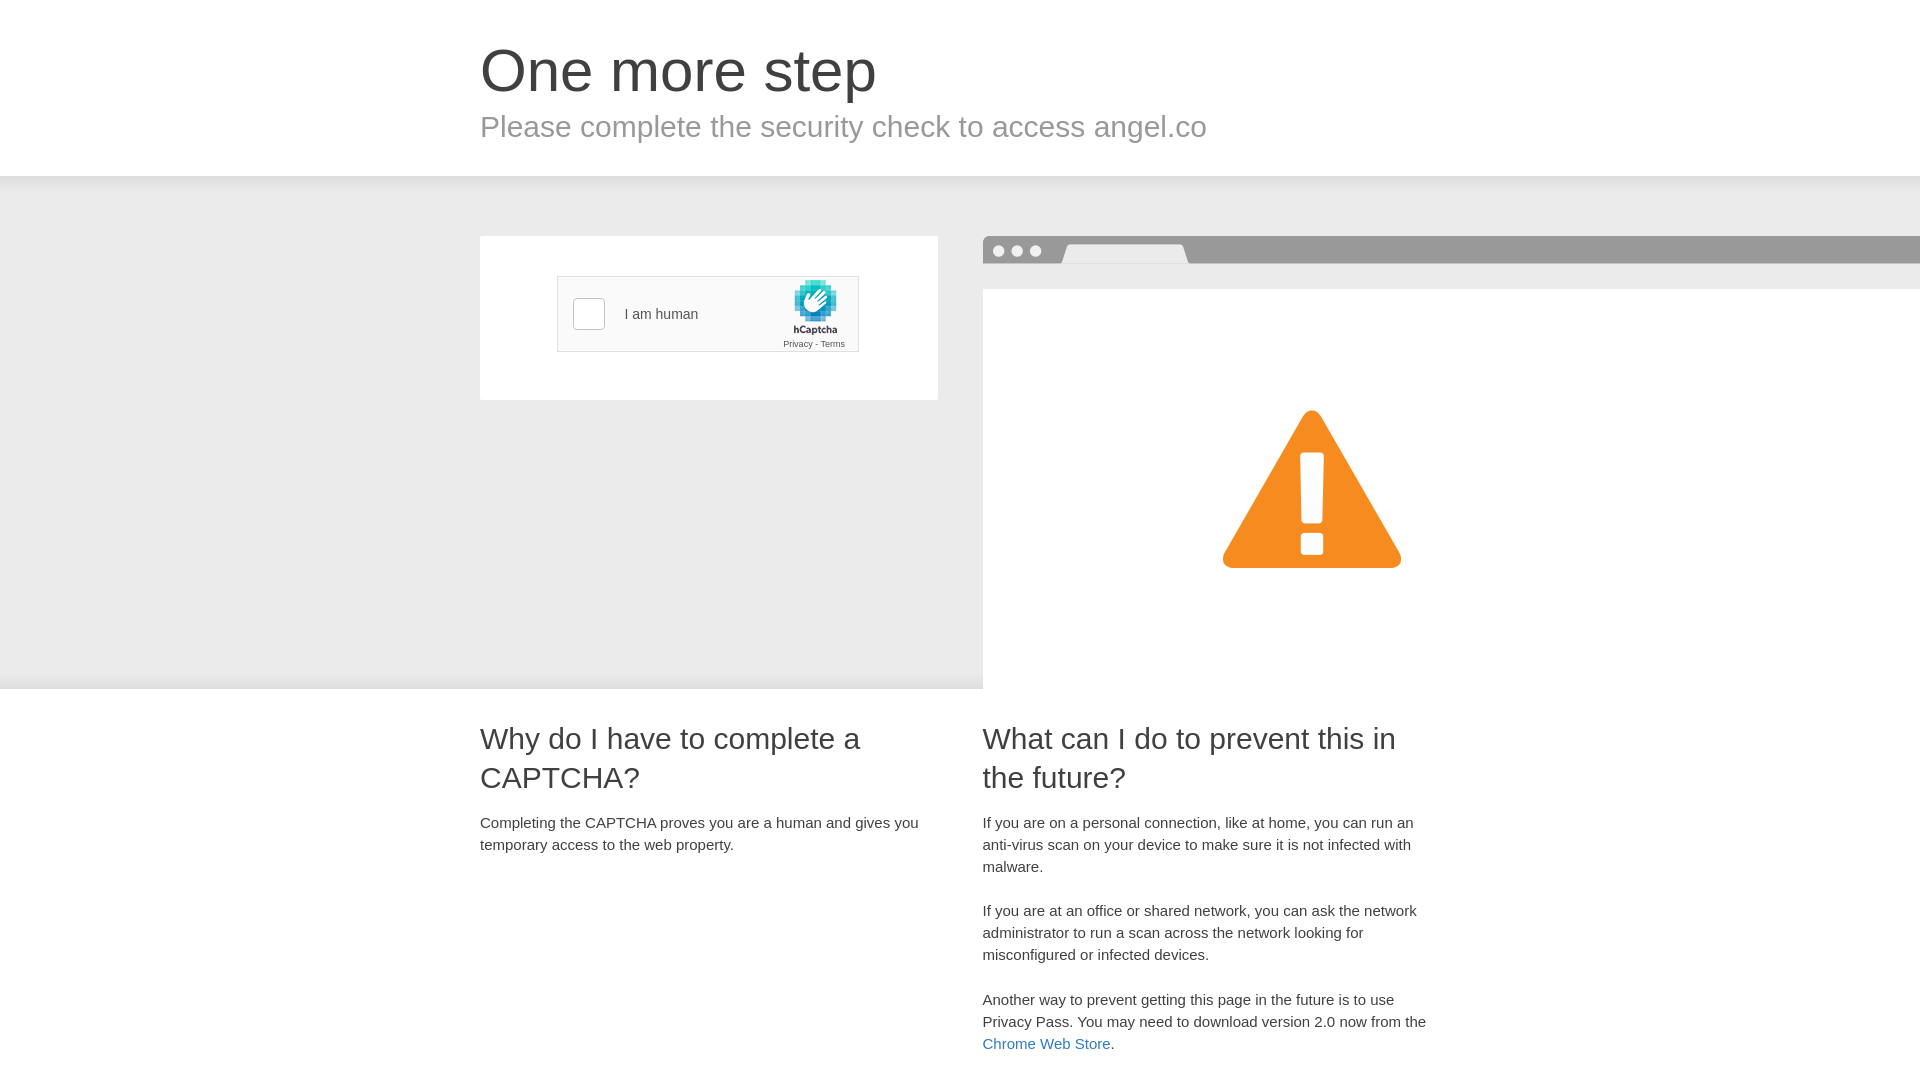 One more step
Please complete the security check to access angel.co
I am human
hCaptcha
Privacy - Terms
Why do I have to complete a
CAPTCHA?
Completing the CAPTCHA proves you are a human and gives you
temporary access to the web property.
What can I do to prevent this in
the future?
If you are on a personal connection, like at home, you can run an
anti-virus scan on your device to make sure it is not infected with
malware.
If you are at an office or shared network, you can ask the network
administrator to run a scan across the network looking for
misconfigured or infected devices.
Another way to prevent getting this page in the future is to use
Privacy Pass. You may need to download version 2.0 now from the
Chrome Web Store.